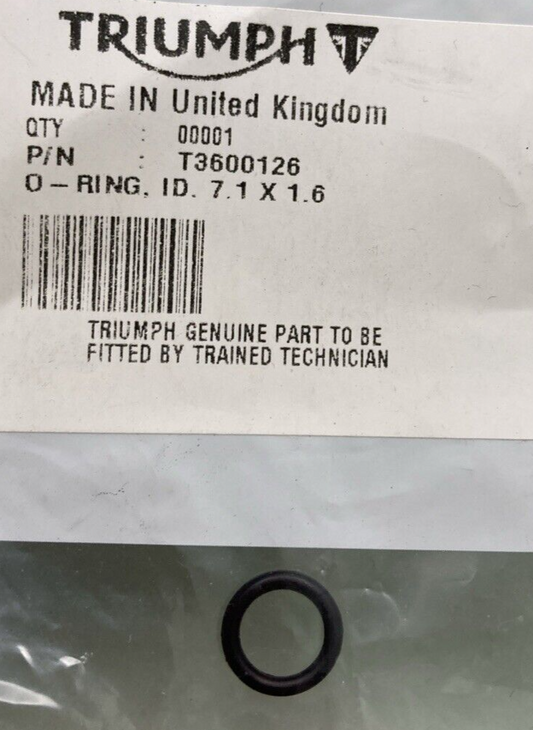 TRIUMPH
MADE IN United Kingdom
QTY : 00001
P/N : T3600126
O-RING, ID. 7.1 X 1.6
TRIUMPH GENUINE PART TO BE
FITTED BY TRAINED TECHNICIAN